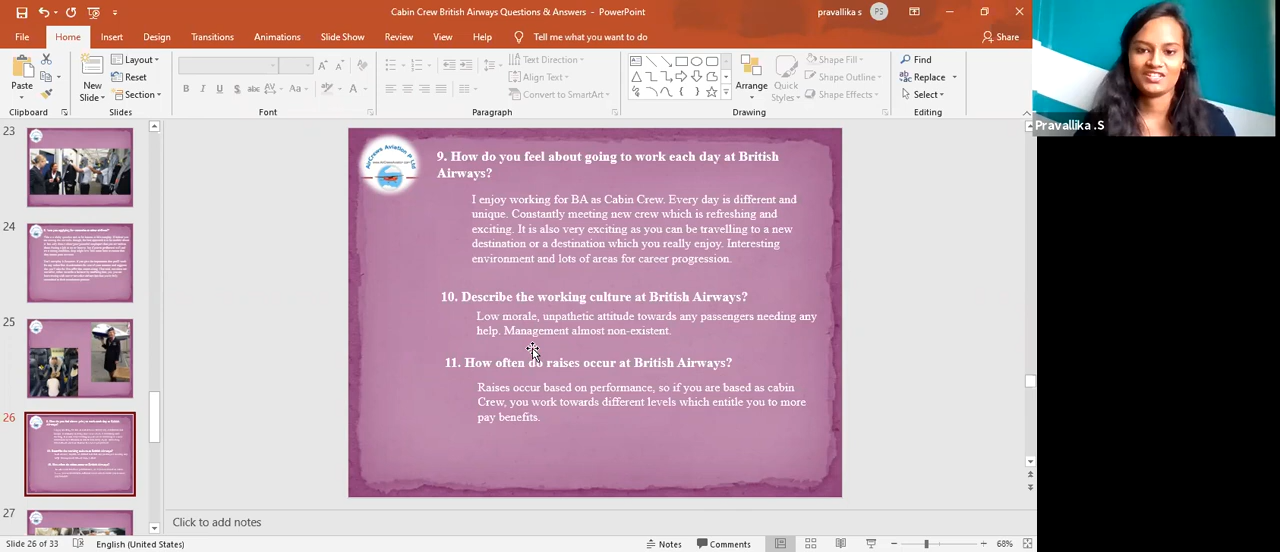 Cabin Crew British Airways Questions & Answers - PowerPoint
pravallika s
PS
File Home Insert Design Transitions Animations Slide Show Review View Help Tell me what you want to do
Share
Paste
Clipboard
New Slide
Layout
Reset
Section
Slides
B I U S abc AV Aa A
Font
Paragraph
Text Direction
Align Text
Convert to SmartArt
Arrange
Quick Styles
Shape Fill
Shape Outline
Shape Effects
Drawing
Find
Replace
Select
Editing
Pravallika .S
23
24
25
26
27
AirCrews Aviation P Ltd
9. How do you feel about going to work each day at British
Airways?
I enjoy working for BA as Cabin Crew. Every day is different and
unique. Constantly meeting new crew which is refreshing and
exciting. It is also very exciting as you can be travelling to a new
destination or a destination which you really enjoy. Interesting
environment and lots of areas for career progression.
10. Describe the working culture at British Airways?
Low morale, unpathetic attitude towards any passengers needing any
help. Management almost non-existent.
11. How often do raises occur at British Airways?
Raises occur based on performance, so if you are based as cabin
Crew, you work towards different levels which entitle you to more
pay benefits.
Click to add notes
Slide 26 of 33
English (United States)
Notes
Comments
68%